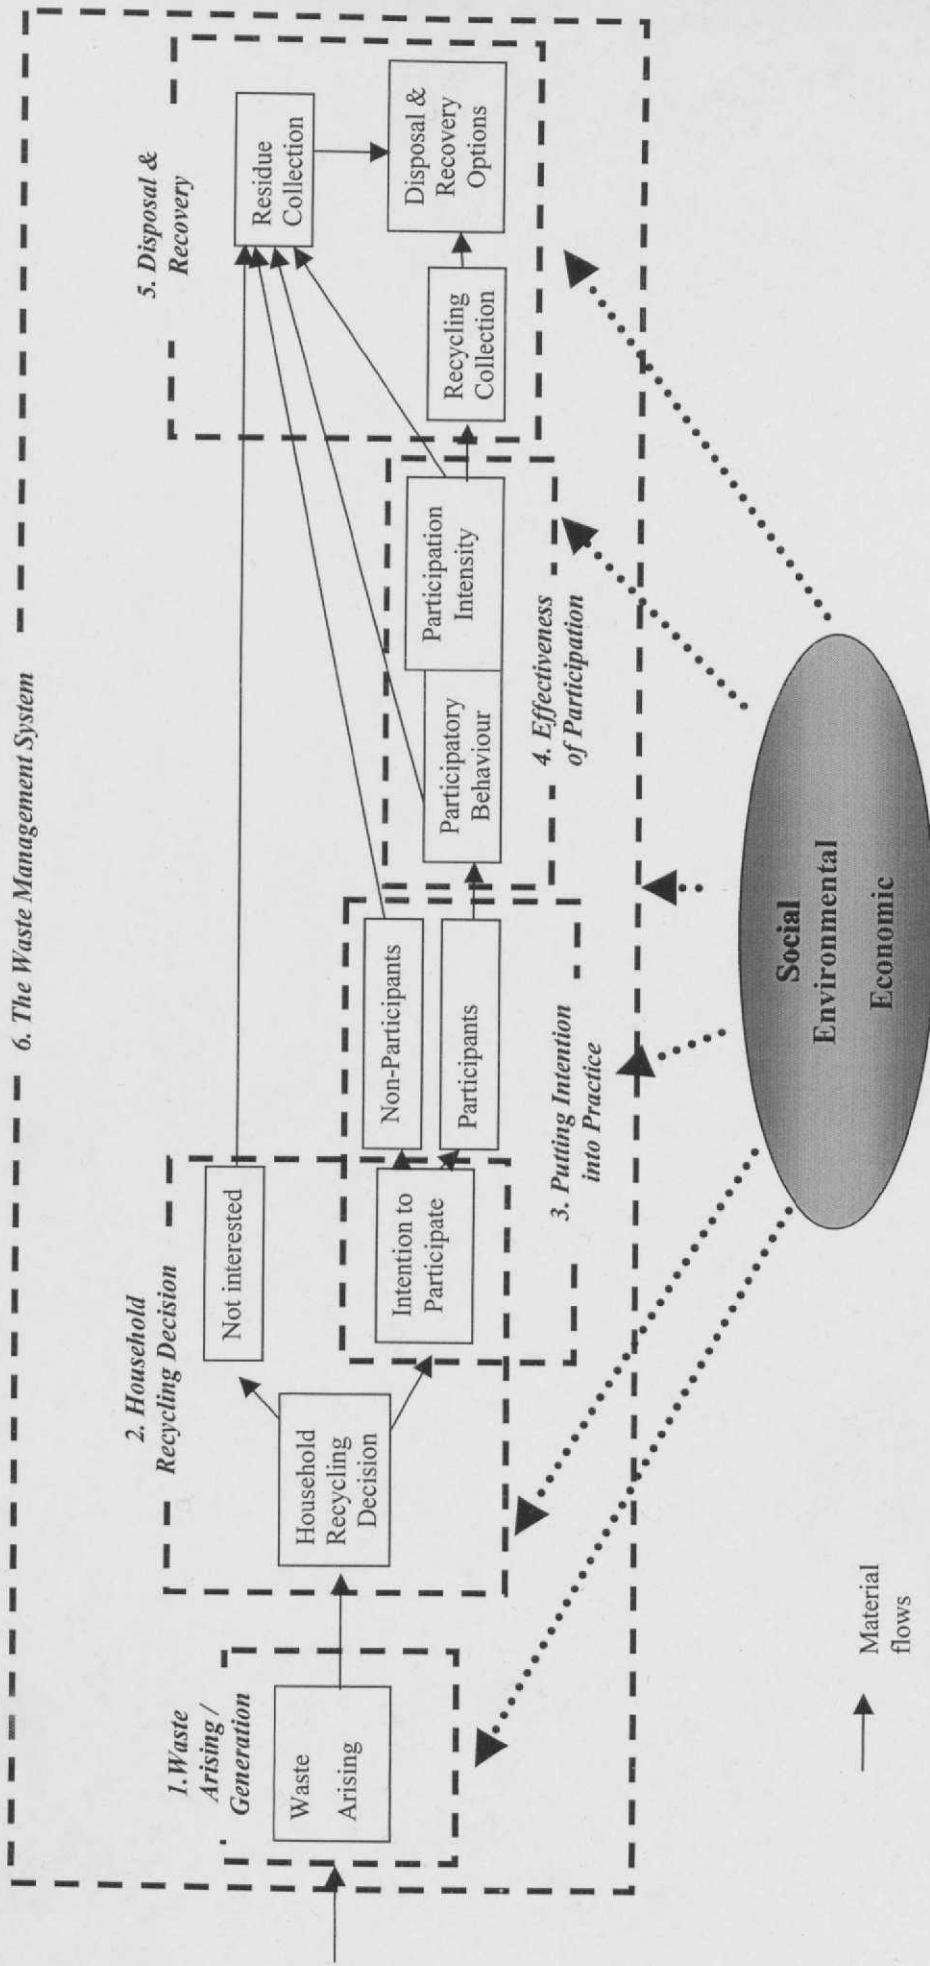 6. The Waste Management System
1.Waste
Arising /
Generation
Waste
Arising
2. Household
Recycling Decision
Household
Recycling
Decision
Not interested
Intention to
Participate
3. Putting Intention
into Practice
Non-Participants
Participants
4. Effectiveness
of Participation
Participatory
Behaviour
Participation
Intensity
5. Disposal &
Recovery
Residue
Collection
Recycling
Collection
Disposal &
Recovery
Options
Social
Environmental
Economic
Material
flows